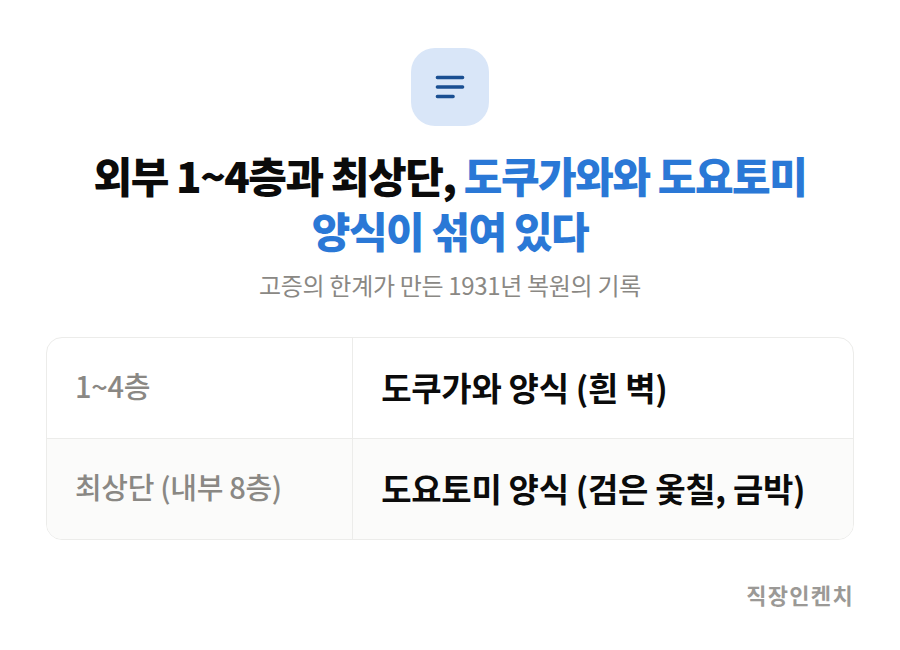 외부 1~4층과 최상단, 도쿠가와와 도요토미
양식이 섞여 있다
고증의 한계가 만든 1931년 복원의 기록
1~4층
도쿠가와 양식 (흰 벽)
최상단 (내부 8층)
도요토미 양식 (검은 옻칠, 금박)
직장인켄치